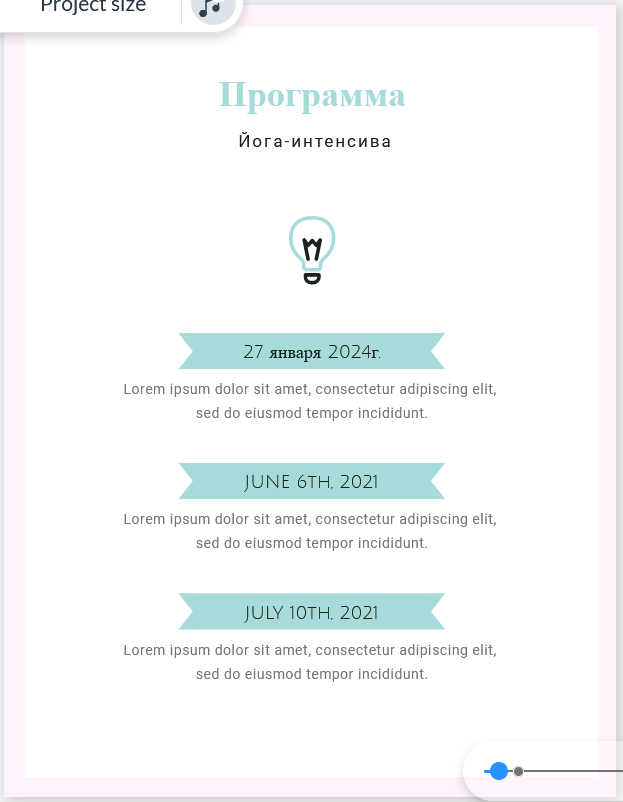 Project size
Программа
Йога-интенсива
27 января 2024г.
Lorem ipsum dolor sit amet, consectetur adipiscing elit,
sed do eiusmod tempor incididunt.
JUNE 6TH, 2021
Lorem ipsum dolor sit amet, consectetur adipiscing elit,
sed do eiusmod tempor incididunt.
JULY 10TH, 2021
Lorem ipsum dolor sit amet, consectetur adipiscing elit,
sed do eiusmod tempor incididunt.